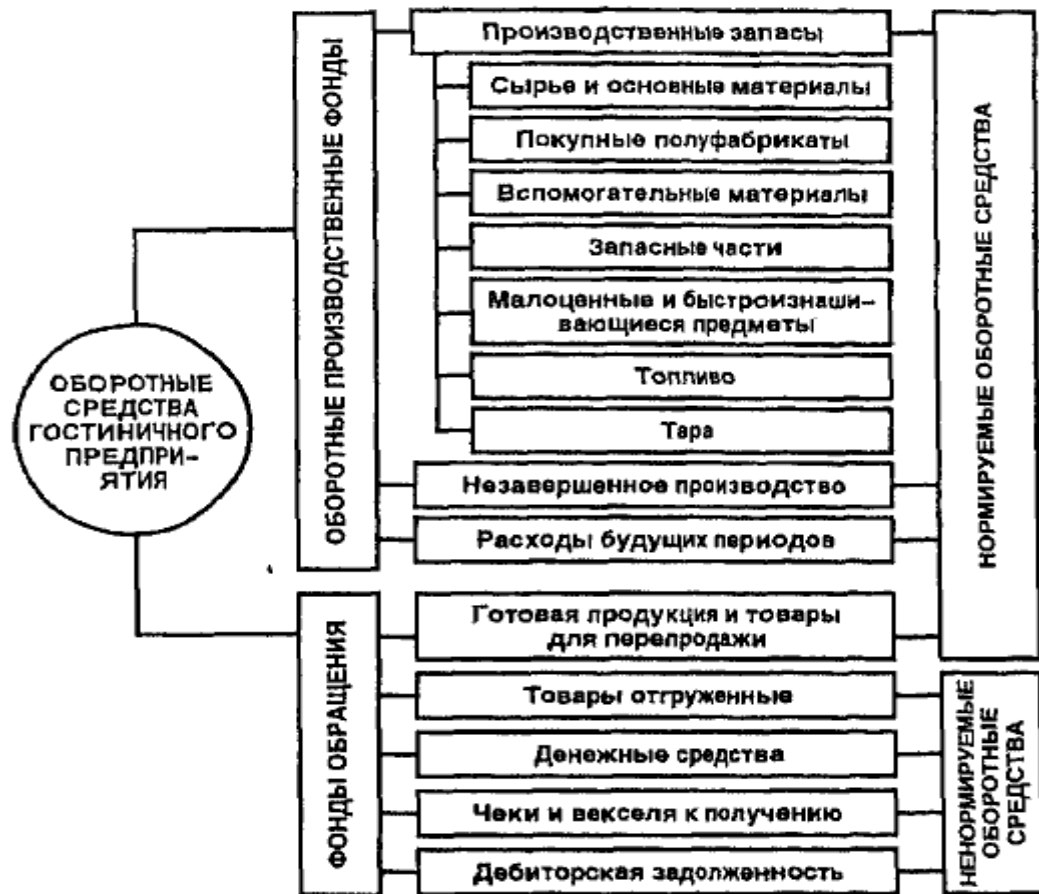 ОБОРОТНЫЕ
СРЕДСТВА
ГОСТИНИЧНОГО
ПРЕДПРИ-
ЯТИЯ
ОБОРОТНЫЕ ПРОИЗВОДСТВЕННЫЕ ФОНДЫ
Производственные запасы
Сырье и основные материалы
Покупные полуфабрикаты
Вспомогательные материалы
Запасные части
Малоценные и быстроизнаши-
вающиеся предметы
Топливо
Тара
Незавершенное производство
Расходы будущих периодов
ФОНДЫ ОБРАЩЕНИЯ
Готовая продукция и товары
для перепродажи
Товары отгруженные
Денежные средства
Чеки и векселя к получению
Дебиторская задолженность
НОРМИРУЕМЫЕ ОБОРОТНЫЕ СРЕДСТВА
НЕНОРМИРУЕМЫЕ
ОБОРОТНЫЕ
СРЕДСТВА